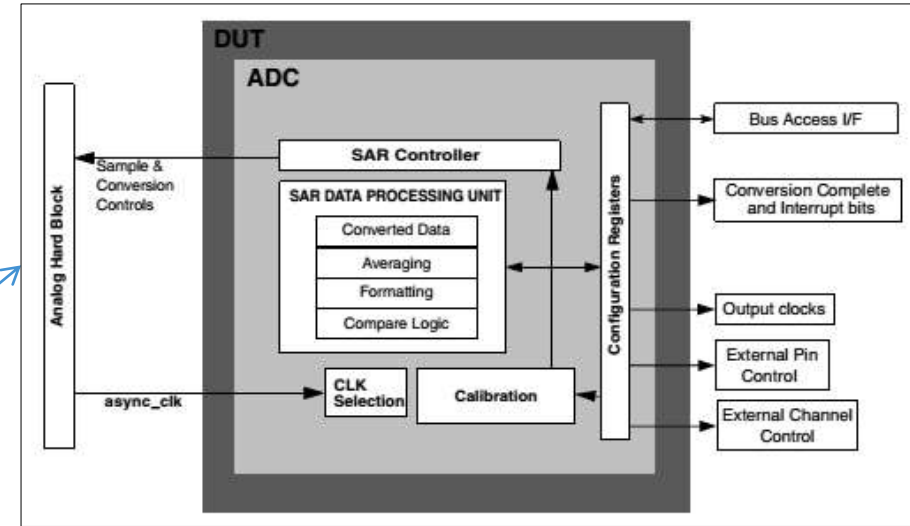 DUT
ADC
Analog Hard Block
Sample &
Conversion
Controls
SAR Controller
SAR DATA PROCESSING UNIT
Converted Data
Averaging
Formatting
Compare Logic
async_clk
CLK
Selection
Calibration
Configuration Registers
Bus Access I/F
Conversion Complete
and Interrupt bits
Output clocks
External Pin
Control
External Channel
Control